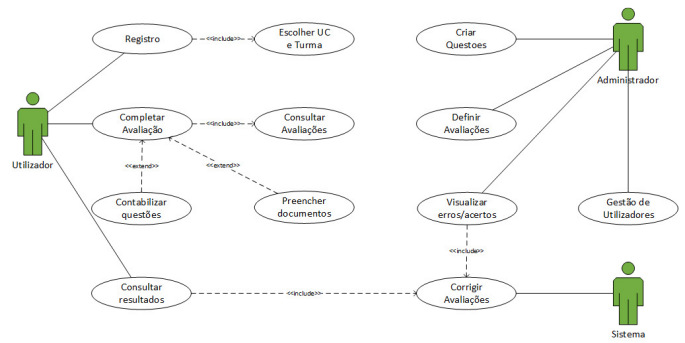 Registro
<<include>>
Escolher UC
e Turma
Criar
Questoes
Administrador
Utilizador
Completar
Avaliação
<<include>>
Consultar
Avaliações
Definir
Avaliações
<<extend>>
<<extend>>
Contabilizar
questões
Preencher
documentos
Visualizar
erros/acertos
Gestão de
Utilizadores
<<include>>
Consultar
resultados
<<include>>
Corrigir
Avaliações
Sistema